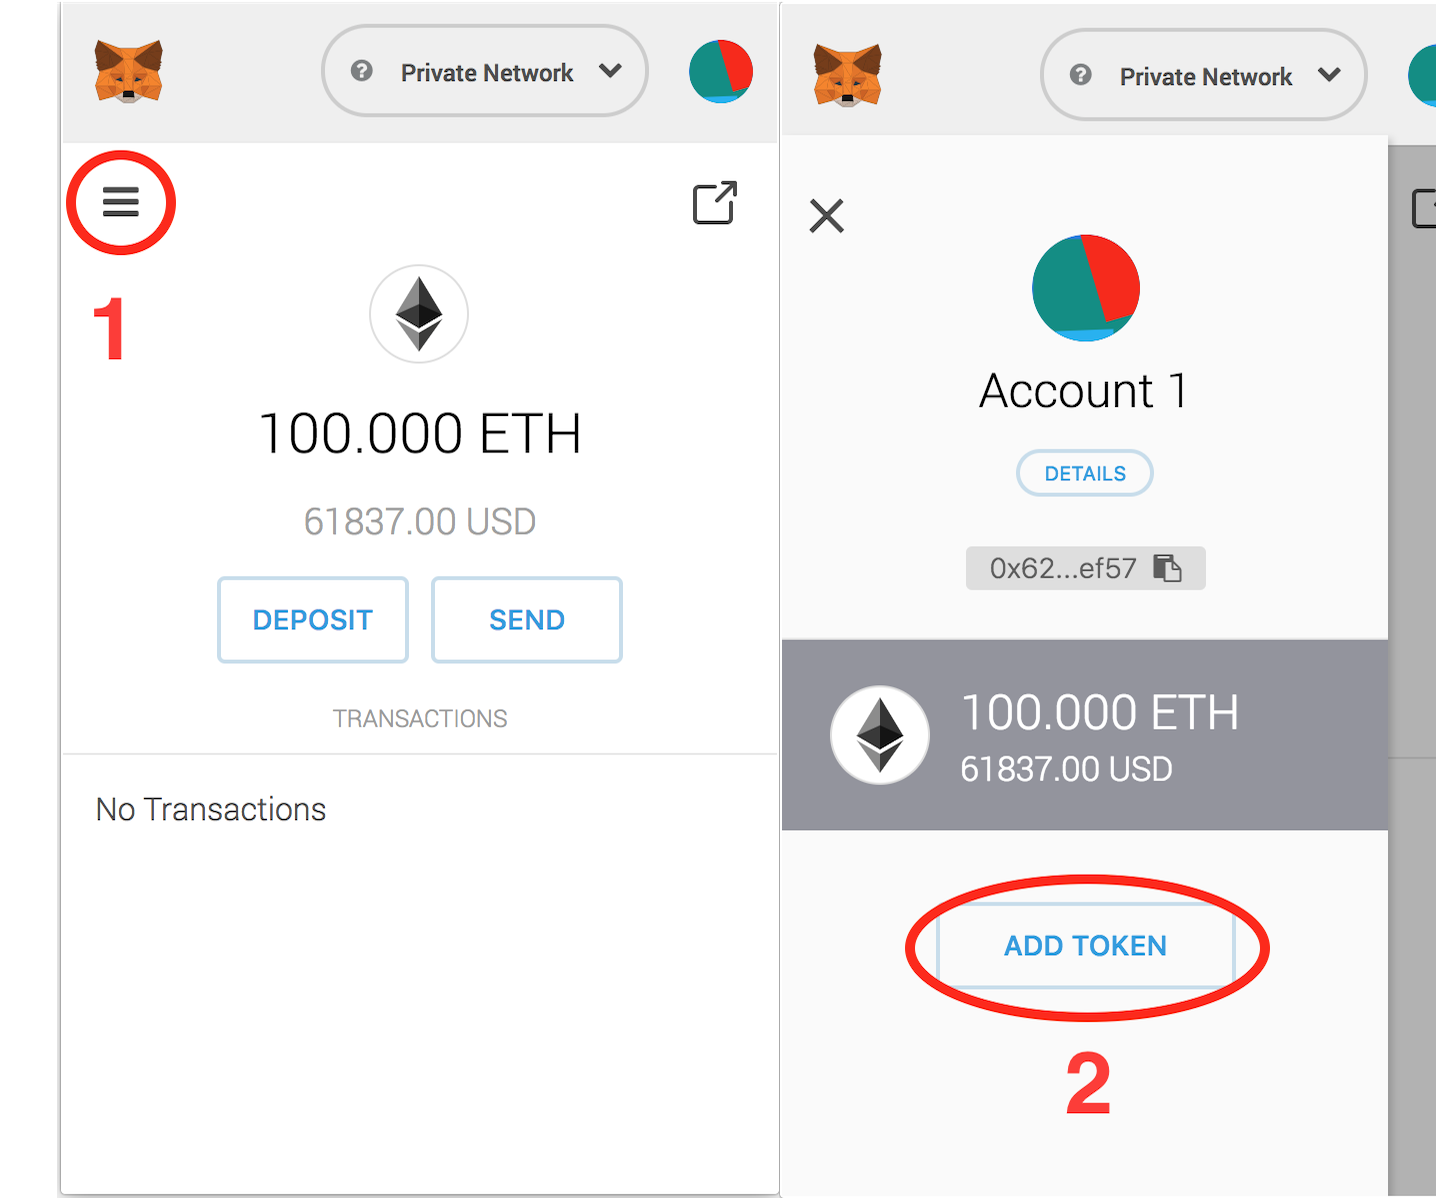 Private Network
1
100.000 ETH
61837.00 USD
DEPOSIT
SEND
TRANSACTIONS
No Transactions
Private Network
Account 1
DETAILS
0x62...ef57
100.000 ETH
61837.00 USD
ADD TOKEN
2